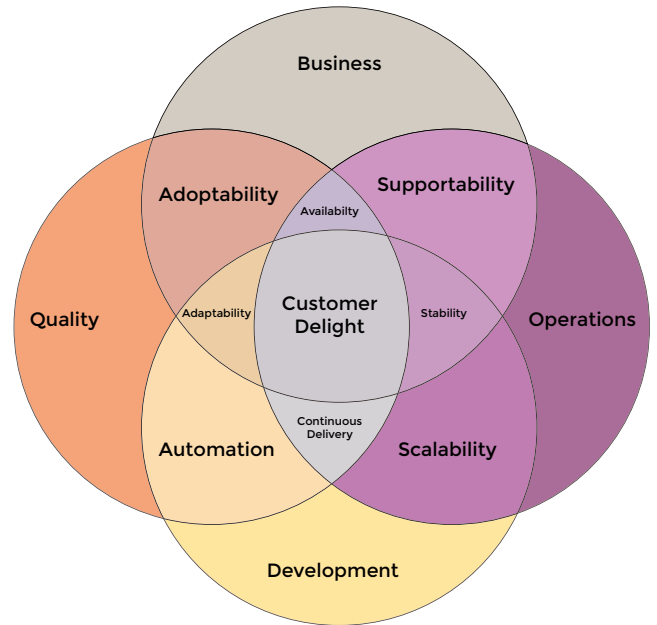 Business
Adoptability
Supportability
Availabilty
Quality
Adaptability
Customer
Delight
Stability
Operations
Continuous
Delivery
Automation
Scalability
Development